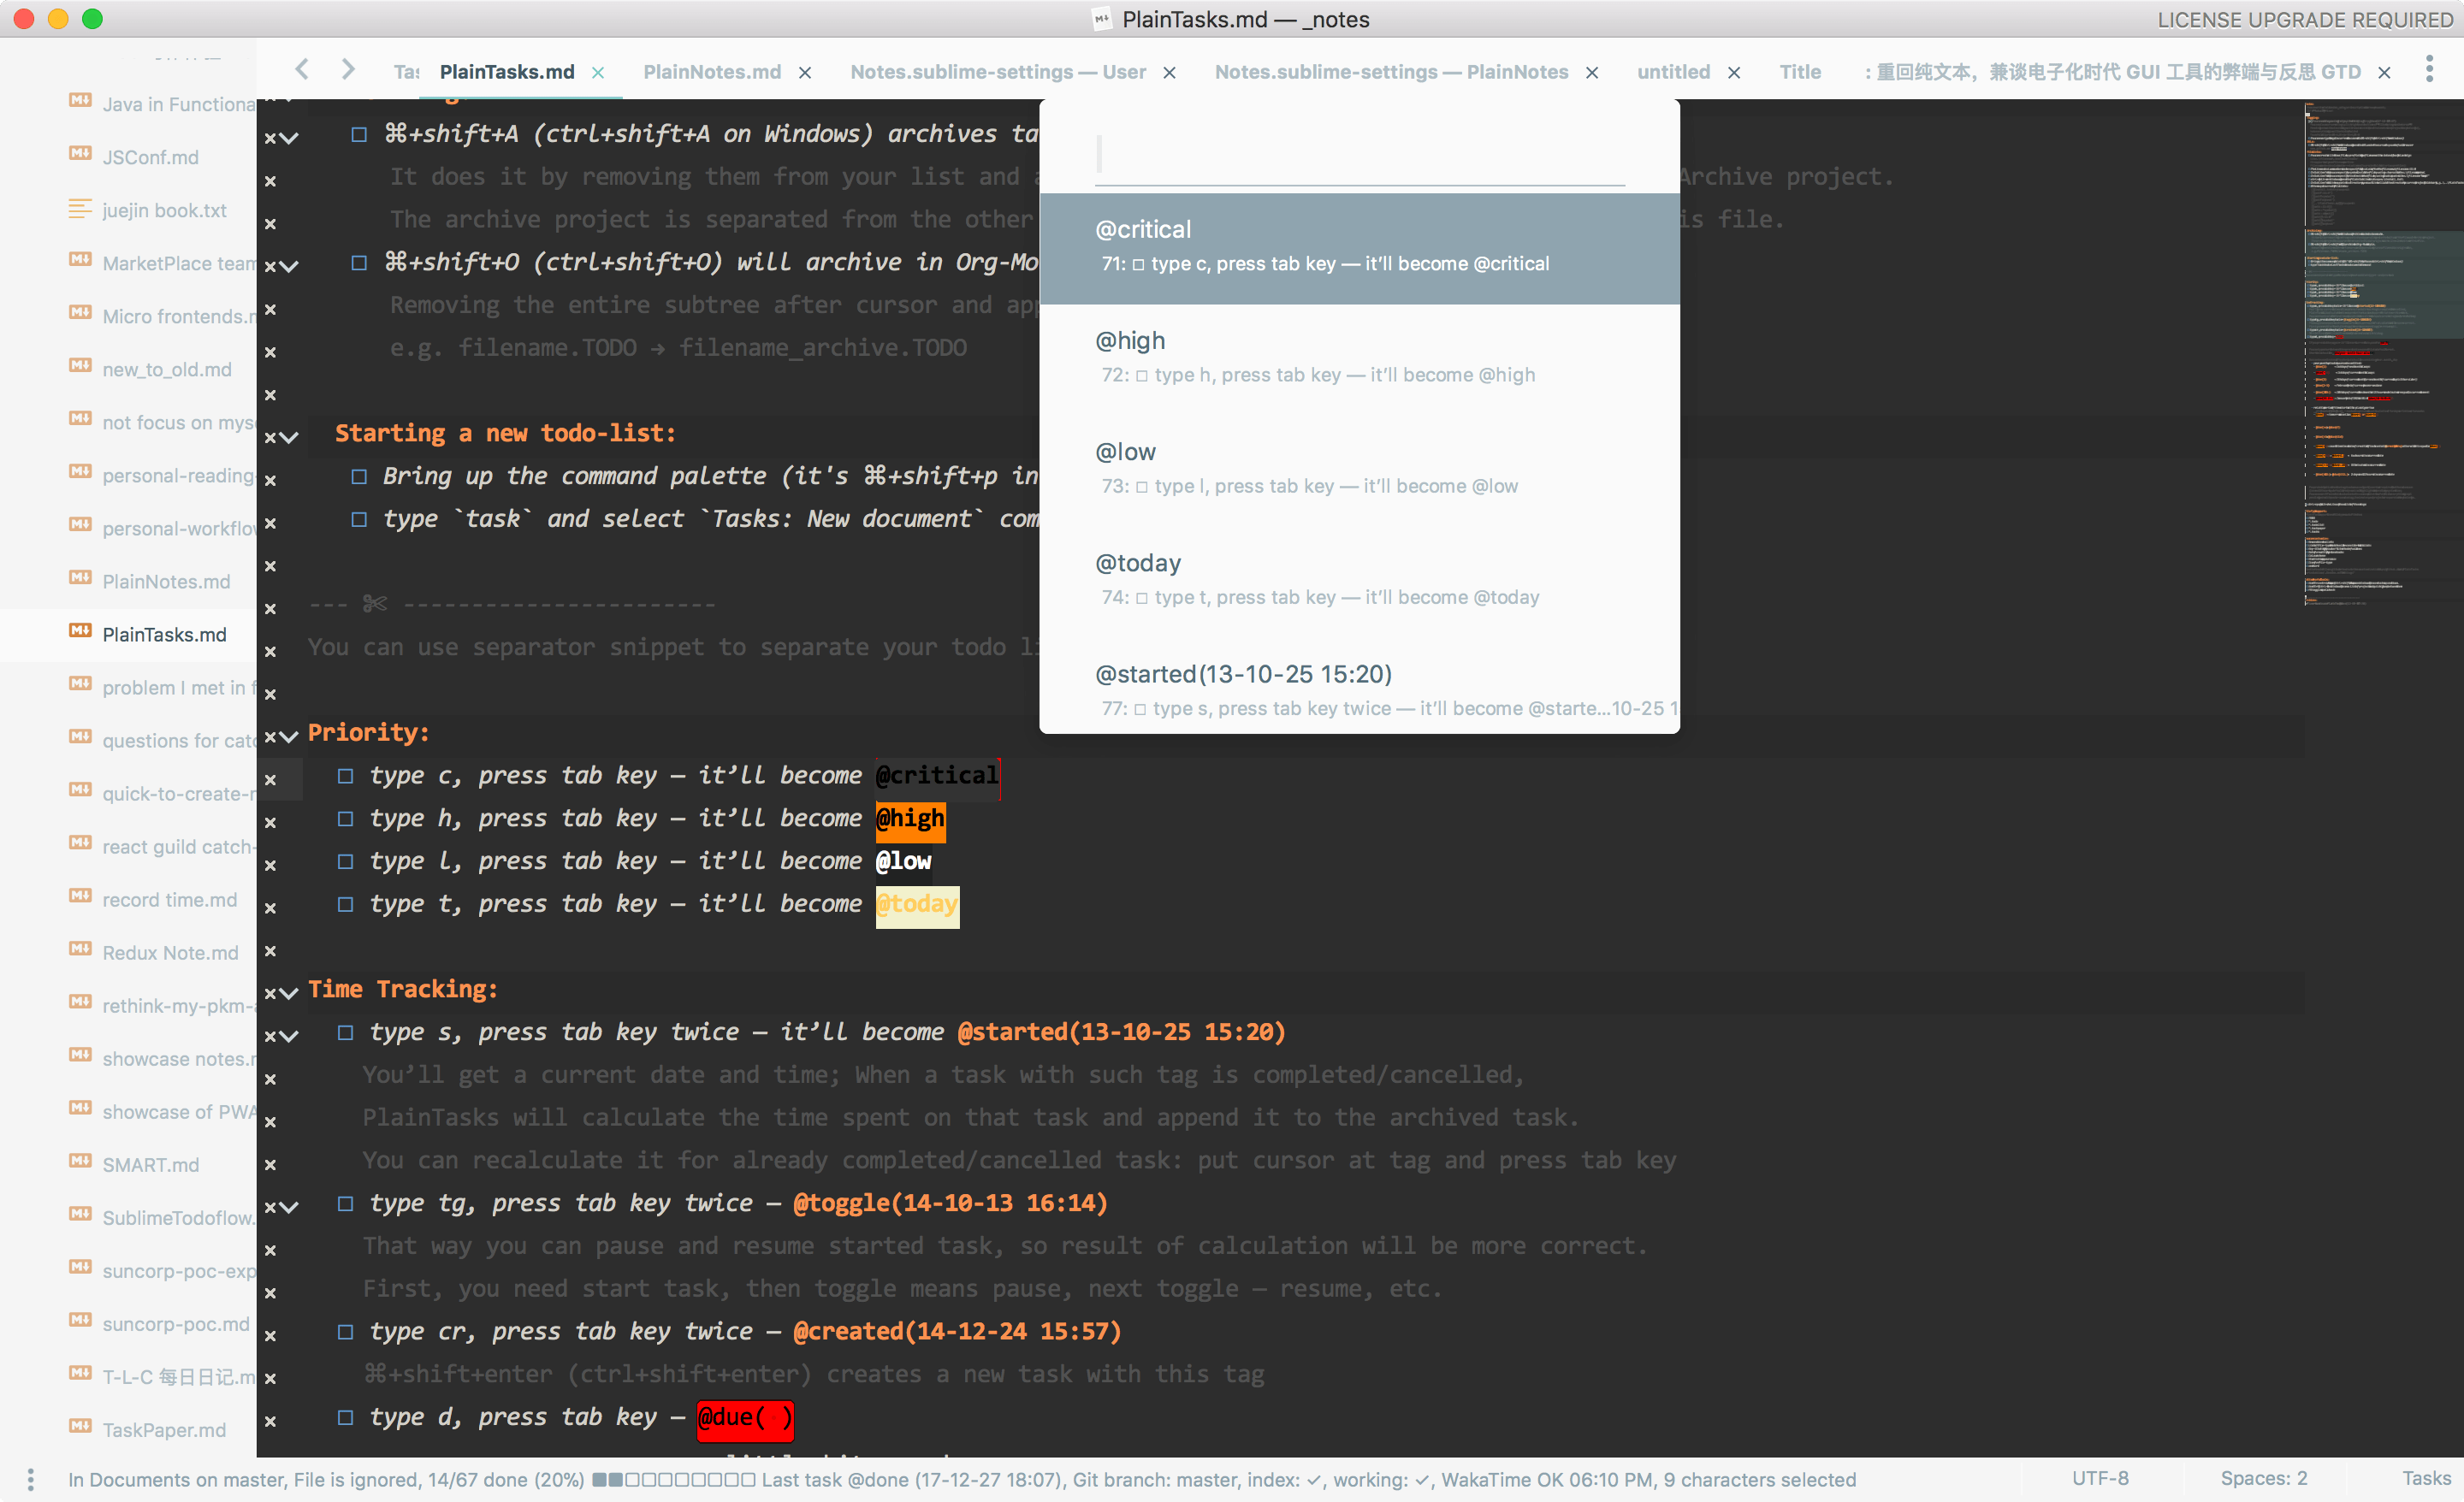 PlainTasks.md — _notes
LICENSE UPGRADE REQUIRED
Tas
PlainTasks.md
PlainNotes.md
Notes.sublime-settings — User
Notes.sublime-settings — PlainNotes
untitled
Title
: 重回纯文本，兼谈电子化时代 GUI 工具的弊端与反思 GTD
Java in Functiona
JSConf.md
juejin book.txt
MarketPlace team
Micro frontends.m
new_to_old.md
not focus on myse
personal-reading-
personal-workflow
PlainNotes.md
PlainTasks.md
problem I met in f
questions for catc
quick-to-create-r
react guild catch-
record time.md
Redux Note.md
rethink-my-pkm-a
showcase notes.r
showcase of PWA
SMART.md
SublimeTodoflow.
suncorp-poc-exp
suncorp-poc.md
T-L-C 每日日记.m
TaskPaper.md
□ ⌘+shift+A (ctrl+shift+A on Windows) archives ta
It does it by removing them from your list and a
Archive project.
The archive project is separated from the other
is file.
□ ⌘+shift+O (ctrl+shift+O) will archive in Org-Mo
Removing the entire subtree after cursor and app
e.g. filename.TODO → filename_archive.TODO
Starting a new todo-list:
□ Bring up the command palette (it's ⌘+shift+p in
□ type `task` and select `Tasks: New document` com
--- ✄ -----------------------
You can use separator snippet to separate your todo li
Priority:
□ type c, press tab key — it’ll become @critical
□ type h, press tab key — it’ll become @high
□ type l, press tab key — it’ll become @low
□ type t, press tab key — it’ll become @today
Time Tracking:
□ type s, press tab key twice — it’ll become @started(13-10-25 15:20)
You’ll get a current date and time; When a task with such tag is completed/cancelled,
PlainTasks will calculate the time spent on that task and append it to the archived task.
You can recalculate it for already completed/cancelled task: put cursor at tag and press tab key
□ type tg, press tab key twice — @toggle(14-10-13 16:14)
That way you can pause and resume started task, so result of calculation will be more correct.
First, you need start task, then toggle means pause, next toggle — resume, etc.
□ type cr, press tab key twice — @created(14-12-24 15:57)
⌘+shift+enter (ctrl+shift+enter) creates a new task with this tag
□ type d, press tab key — @due( )
@critical
71: □ type c, press tab key — it’ll become @critical
@high
72: □ type h, press tab key — it’ll become @high
@low
73: □ type l, press tab key — it’ll become @low
@today
74: □ type t, press tab key — it’ll become @today
@started(13-10-25 15:20)
77: □ type s, press tab key twice — it’ll become @starte...10-25 1
In Documents on master, File is ignored, 14/67 done (20%) ■■□□□□□□□□ Last task @done (17-12-27 18:07), Git branch: master, index: ✓, working: ✓, WakaTime OK 06:10 PM, 9 characters selected
UTF-8
Spaces: 2
Tasks